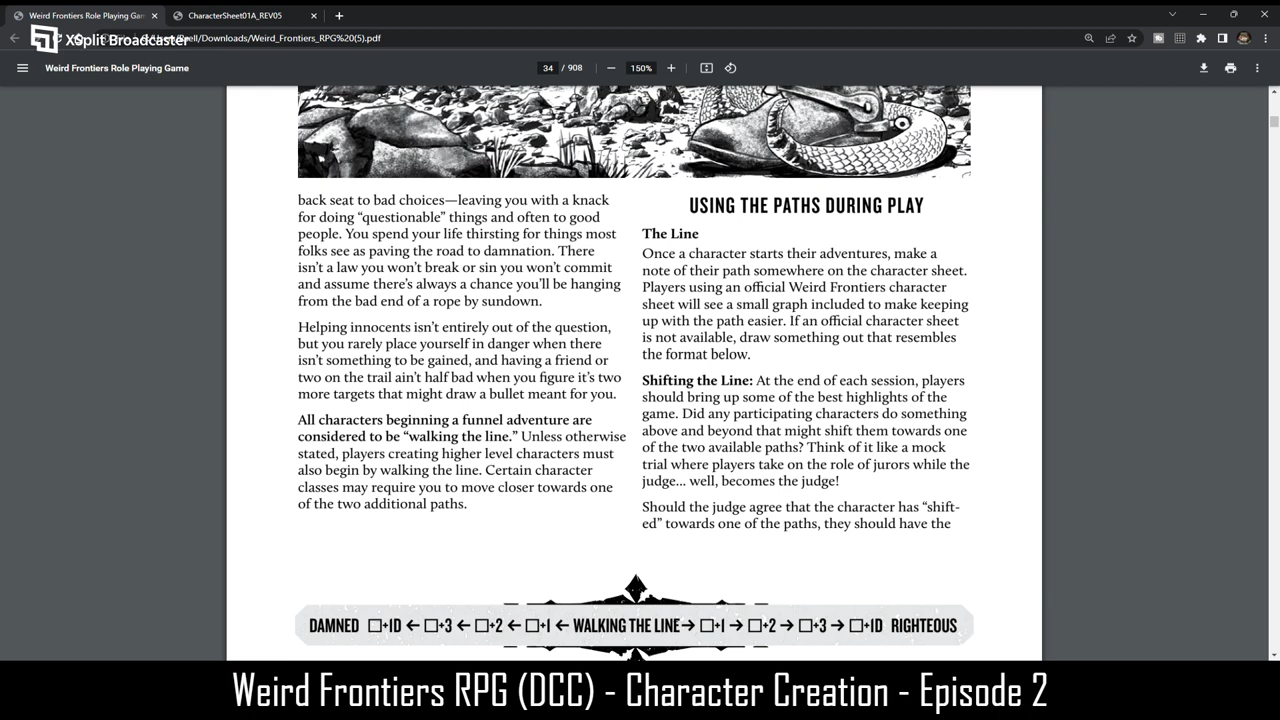 Weird Frontiers Role Playing Gam
CharacterSheet01A_REV05
XSplit Broadcaster
/Downloads/Weird_Frontiers_RPG%20(5).pdf
Weird Frontiers Role Playing Game
34 / 908
150%
back seat to bad choices—leaving you with a knack
for doing “questionable” things and often to good
people. You spend your life thirsting for things most
folks see as paving the road to damnation. There
isn’t a law you won’t break or sin you won’t commit
and assume there’s always a chance you’ll be hanging
from the bad end of a rope by sundown.
Helping innocents isn’t entirely out of the question,
but you rarely place yourself in danger when there
isn’t something to be gained, and having a friend or
two on the trail ain’t half bad when you figure it’s two
more targets that might draw a bullet meant for you.
All characters beginning a funnel adventure are
considered to be “walking the line.” Unless otherwise
stated, players creating higher level characters must
also begin by walking the line. Certain character
classes may require you to move closer towards one
of the two additional paths.
USING THE PATHS DURING PLAY
The Line
Once a character starts their adventures, make a
note of their path somewhere on the character sheet.
Players using an official Weird Frontiers character
sheet will see a small graph included to make keeping
up with the path easier. If an official character sheet
is not available, draw something out that resembles
the format below.
Shifting the Line: At the end of each session, players
should bring up some of the best highlights of the
game. Did any participating characters do something
above and beyond that might shift them towards one
of the two available paths? Think of it like a mock
trial where players take on the role of jurors while the
judge... well, becomes the judge!
Should the judge agree that the character has “shift-
ed” towards one of the paths, they should have the
DAMNED □+1D ← □+3 ← □+2 ← □+1 ← WALKING THE LINE → □+1 → □+2 → □+3 → □+1D RIGHTEOUS
Weird Frontiers RPG (DCC) - Character Creation - Episode 2